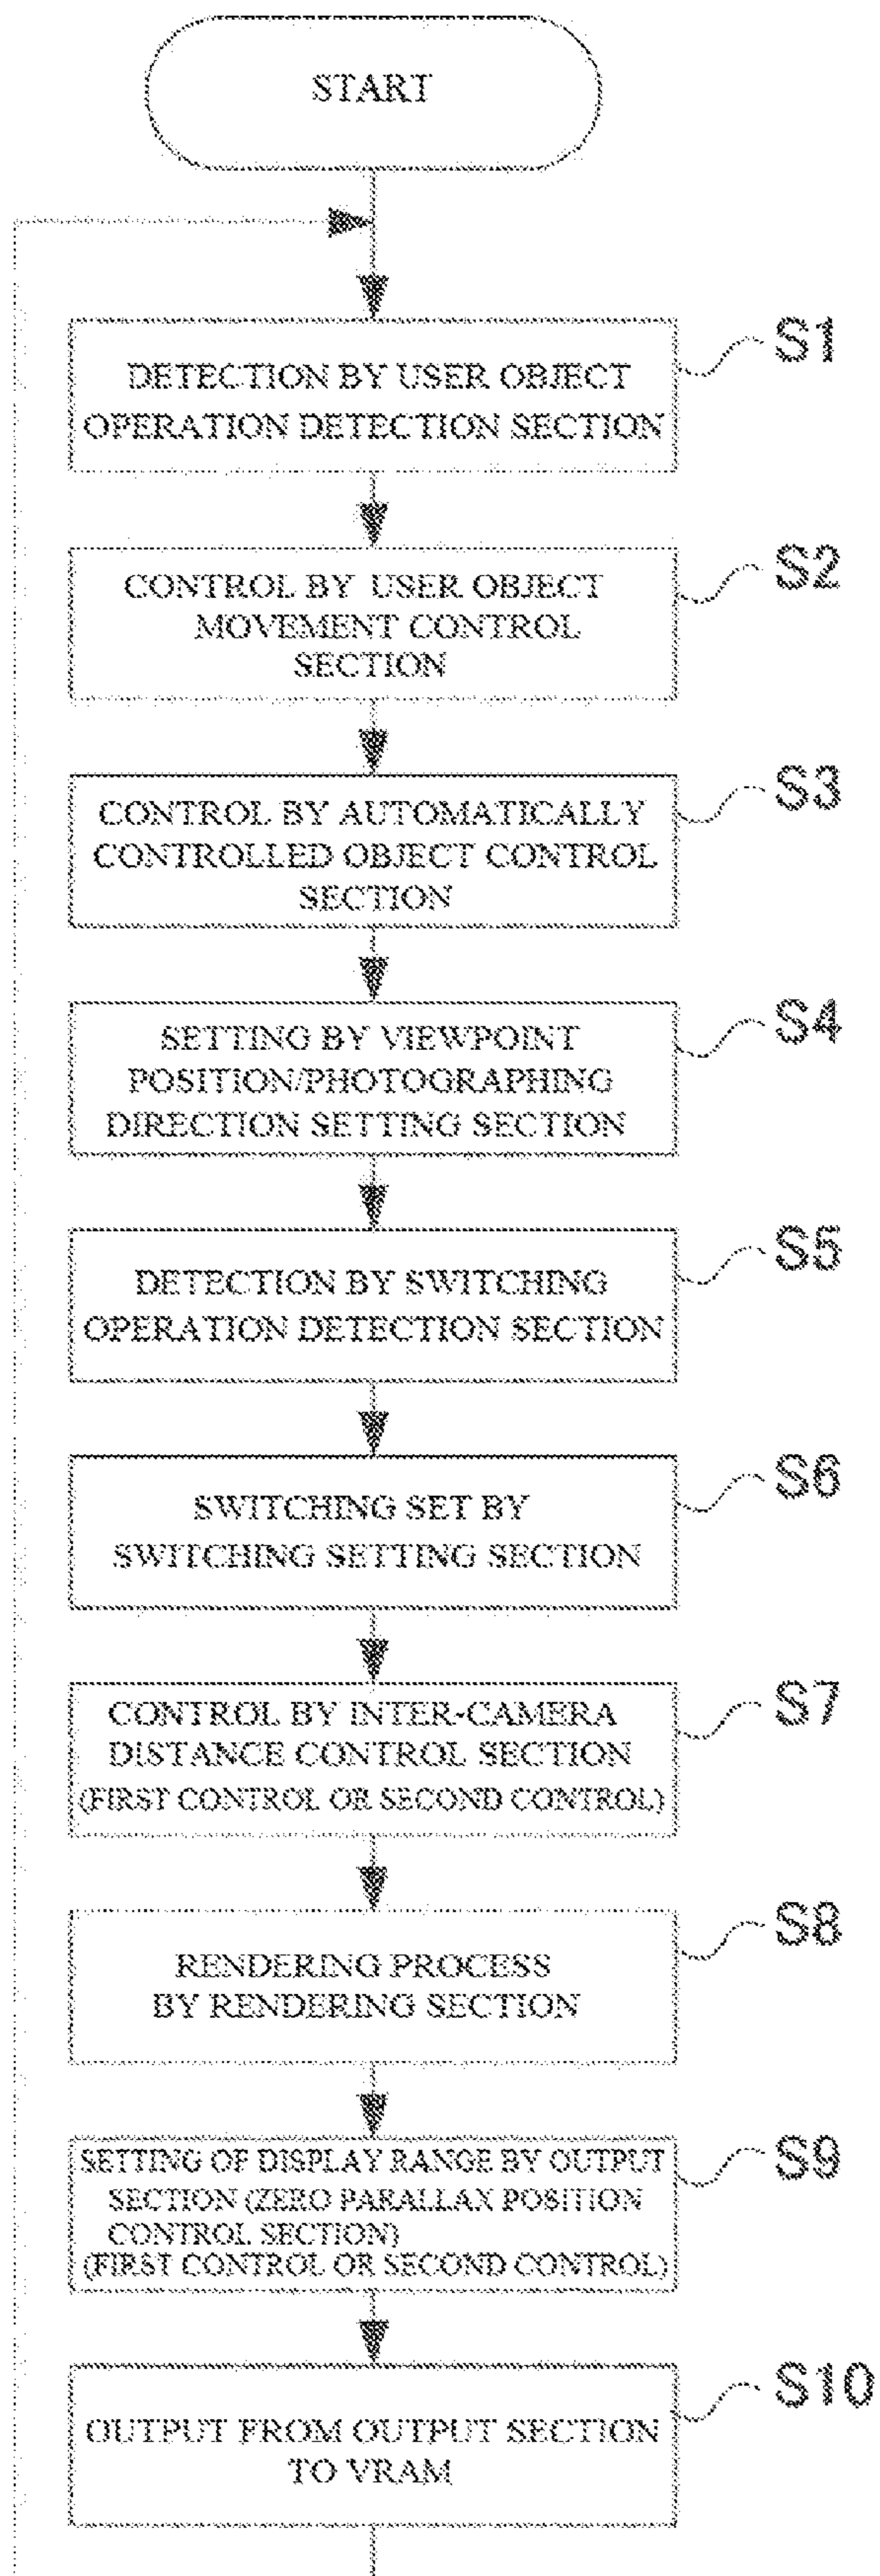 START
S1
DETECTION BY USER OBJECT
OPERATION DETECTION SECTION
S2
CONTROL BY USER OBJECT
MOVEMENT CONTROL
SECTION
S3
CONTROL BY AUTOMATICALLY
CONTROLLED OBJECT CONTROL
SECTION
S4
SETTING BY VIEWPOINT
POSITION/PHOTOGRAPHING
DIRECTION SETTING SECTION
S5
DETECTION BY SWITCHING
OPERATION DETECTION SECTION
S6
SWITCHING SET BY
SWITCHING SETTING SECTION
S7
CONTROL BY INTER-CAMERA
DISTANCE CONTROL SECTION
(FIRST CONTROL OR SECOND CONTROL)
S8
RENDERING PROCESS
BY RENDERING SECTION
S9
SETTING OF DISPLAY RANGE BY OUTPUT
SECTION (ZERO PARALLAX POSITION
CONTROL SECTION)
(FIRST CONTROL OR SECOND CONTROL)
S10
OUTPUT FROM OUTPUT SECTION
TO VRAM